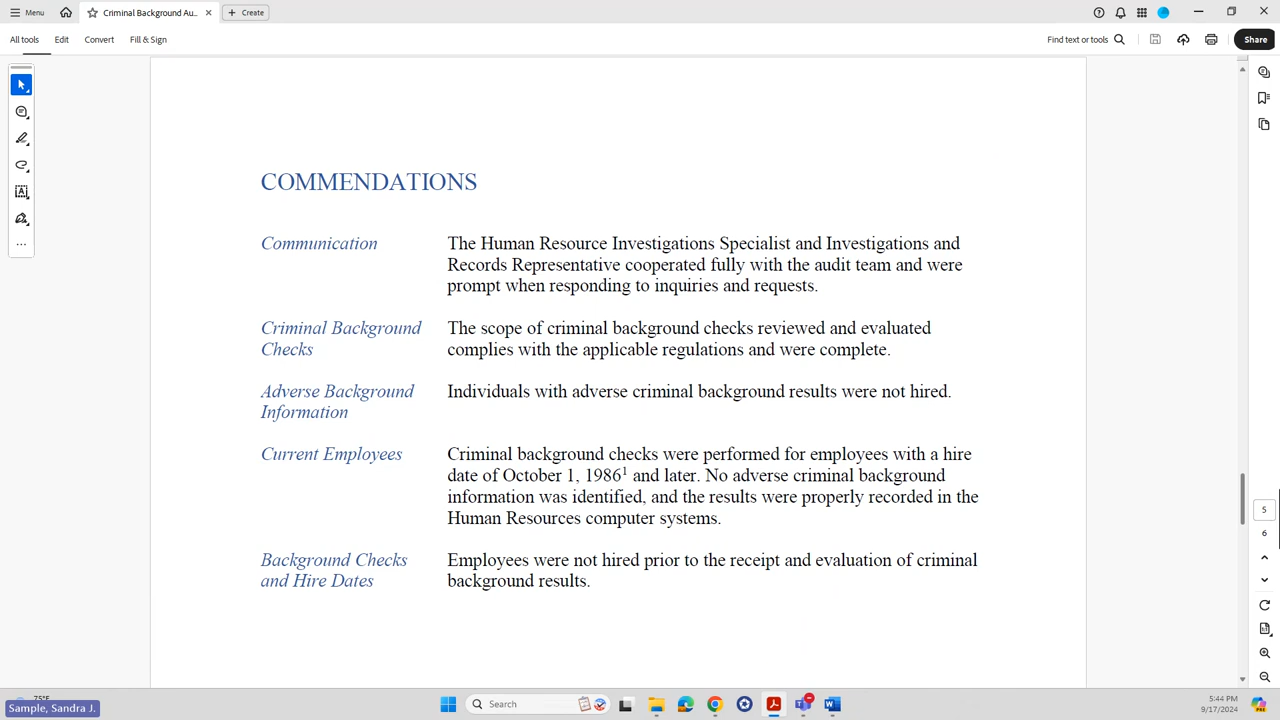 Menu
Criminal Background Au...
Create
All tools
Edit
Convert
Fill & Sign
Find text or tools
Share
COMMENDATIONS
Communication
The Human Resource Investigations Specialist and Investigations and
Records Representative cooperated fully with the audit team and were
prompt when responding to inquiries and requests.
Criminal Background
Checks
The scope of criminal background checks reviewed and evaluated
complies with the applicable regulations and were complete.
Adverse Background
Information
Individuals with adverse criminal background results were not hired.
Current Employees
Criminal background checks were performed for employees with a hire
date of October 1, 1986¹ and later. No adverse criminal background
information was identified, and the results were properly recorded in the
Human Resources computer systems.
Background Checks
and Hire Dates
Employees were not hired prior to the receipt and evaluation of criminal
background results.
5
6
75°F
Sample, Sandra J.
Search
5:44 PM
9/17/2024